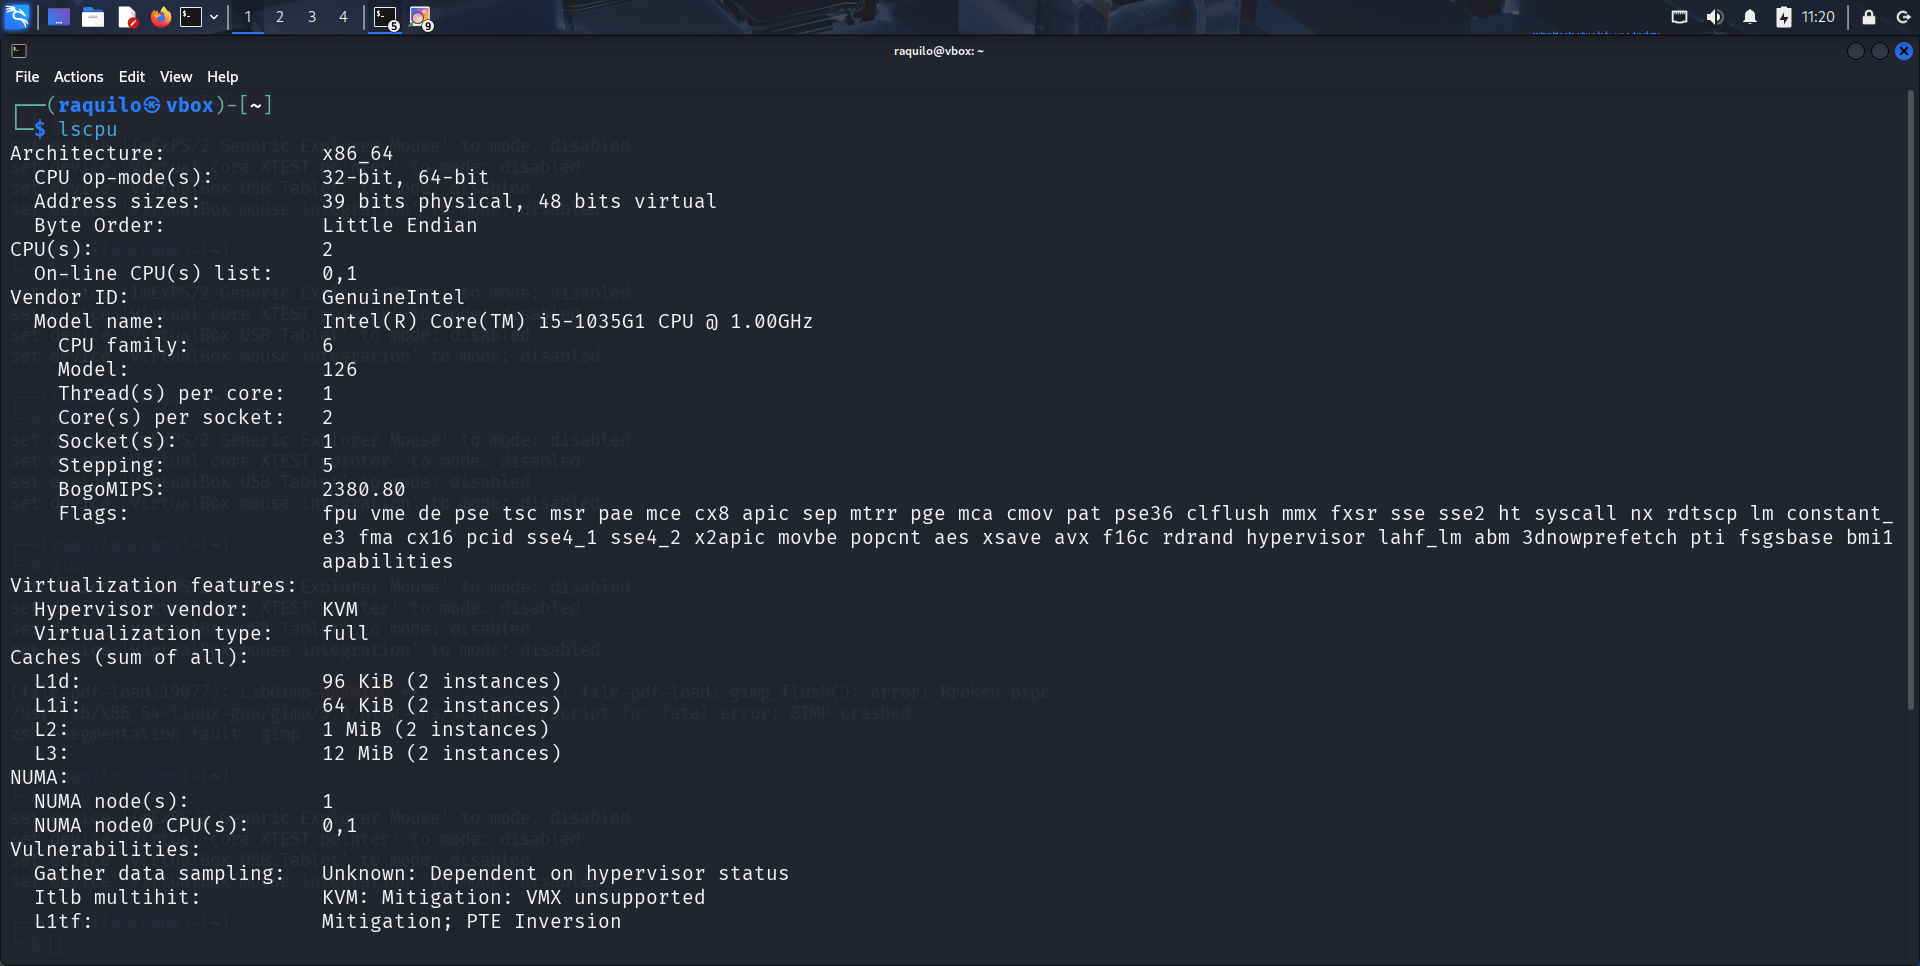 1 2 3 4 5 9 11:20
raquilo@vbox: ~
File Actions Edit View Help
┌──(raquilo㉿vbox)-[~]
└─$ lscpu
Architecture: x86_64
CPU op-mode(s): 32-bit, 64-bit
Address sizes: 39 bits physical, 48 bits virtual
Byte Order: Little Endian
CPU(s): 2
On-line CPU(s) list: 0,1
Vendor ID: GenuineIntel
Model name: Intel(R) Core(TM) i5-1035G1 CPU @ 1.00GHz
CPU family: 6
Model: 126
Thread(s) per core: 1
Core(s) per socket: 2
Socket(s): 1
Stepping: 5
BogoMIPS: 2380.80
Flags: fpu vme de pse tsc msr pae mce cx8 apic sep mtrr pge mca cmov pat pse36 clflush mmx fxsr sse sse2 ht syscall nx rdtscp lm constant_
e3 fma cx16 pcid sse4_1 sse4_2 x2apic movbe popcnt aes xsave avx f16c rdrand hypervisor lahf_lm abm 3dnowprefetch pti fsgsbase bmi1
apabilities
Virtualization features:
Hypervisor vendor: KVM
Virtualization type: full
Caches (sum of all):
L1d: 96 KiB (2 instances)
L1i: 64 KiB (2 instances)
L2: 1 MiB (2 instances)
L3: 12 MiB (2 instances)
NUMA:
NUMA node(s): 1
NUMA node0 CPU(s): 0,1
Vulnerabilities:
Gather data sampling: Unknown: Dependent on hypervisor status
Itlb multihit: KVM: Mitigation: VMX unsupported
L1tf: Mitigation; PTE Inversion